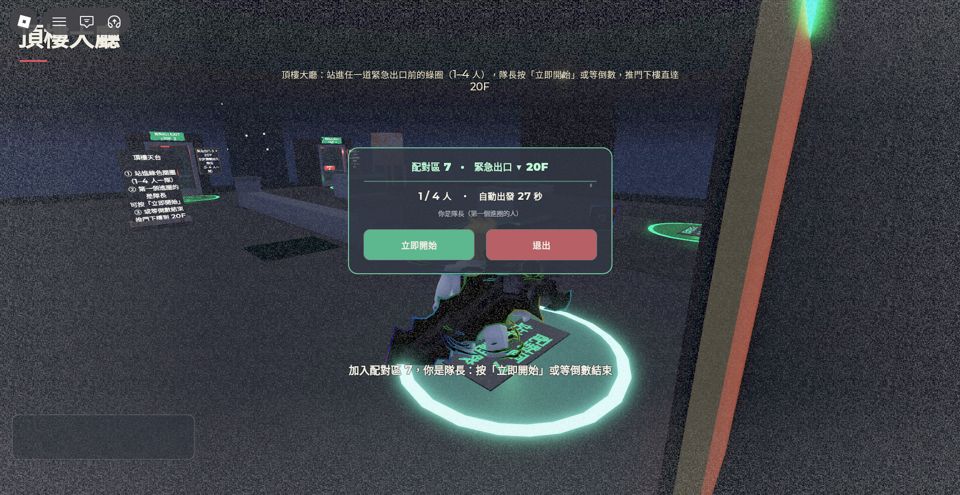 頂樓大廳
頂樓大廳：站進任一道緊急出口前的綠圈（1–4 人），隊長按「立即開始」或等倒數，推門下樓直達
20F
頂樓天台
① 站進綠色圈圈
（1–4 人一組）
② 第一個進圈的
是隊長
可按「立即開始」
③ 或等倒數結束
推門下樓到 20F
配對區 7 • 緊急出口 ▼ 20F
1 / 4 人 • 自動出發 27 秒
你是隊長（第一個進圈的人）
立即開始
退出
加入配對區 7，你是隊長：按「立即開始」或等倒數結束